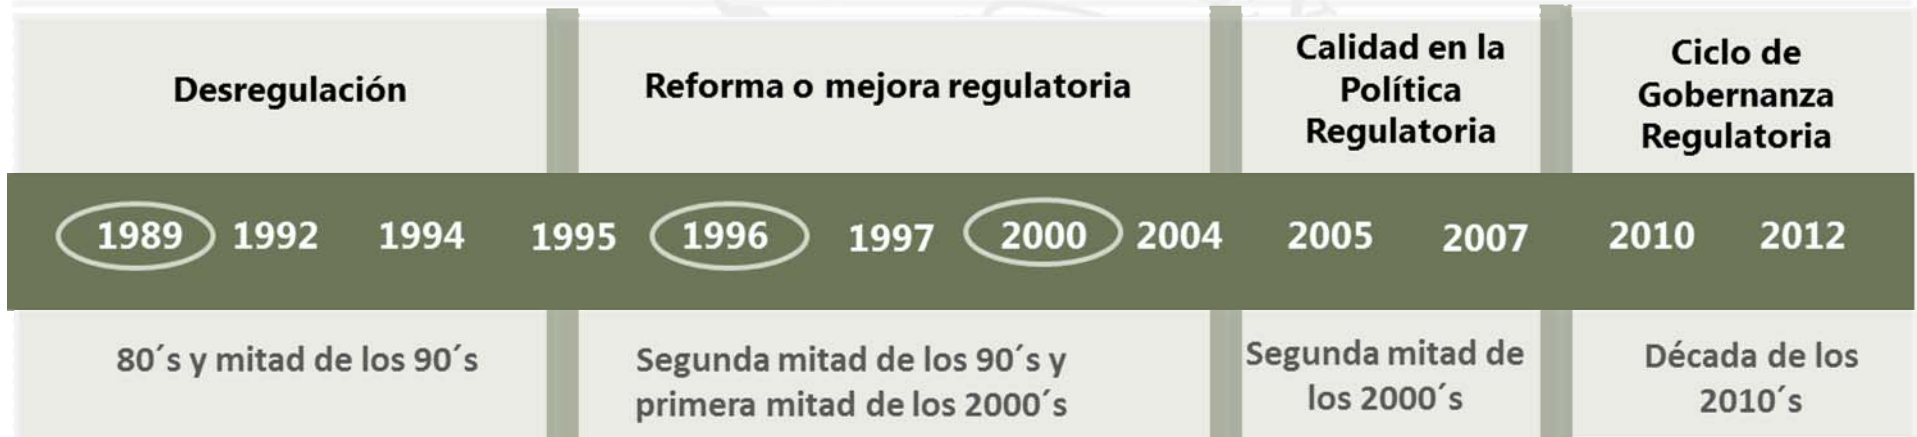 Desregulación
Reforma o mejora regulatoria
Calidad en la
Política
Regulatoria
Ciclo de
Gobernanza
Regulatoria
1989 1992 1994 1995 1996 1997 2000 2004 2005 2007 2010 2012
80´s y mitad de los 90´s
Segunda mitad de los 90´s y
primera mitad de los 2000´s
Segunda mitad de
los 2000´s
Década de los
2010´s